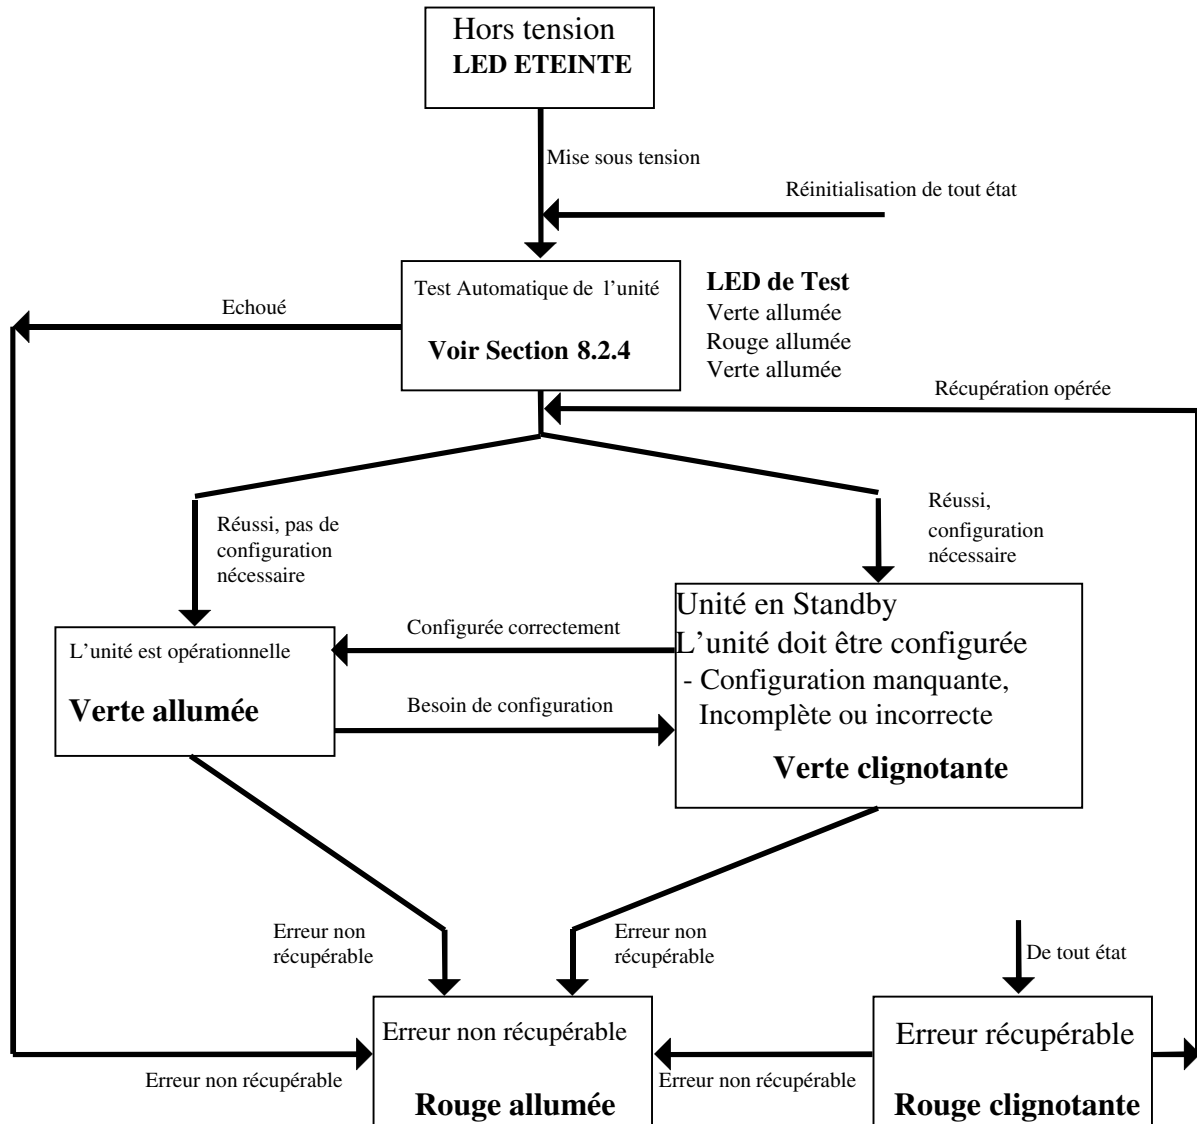 Hors tension
LED ETEINTE
Mise sous tension
Réinitialisation de tout état
Test Automatique de l’unité
Voir Section 8.2.4
LED de Test
Verte allumée
Rouge allumée
Verte allumée
Echoué
Récupération opérée
Réussi, pas de
configuration
nécessaire
Réussi,
configuration
nécessaire
L’unité est opérationnelle
Verte allumée
Configurée correctement
Besoin de configuration
Unité en Standby
L’unité doit être configurée
- Configuration manquante,
Incomplète ou incorrecte
Verte clignotante
Erreur non
récupérable
Erreur non
récupérable
De tout état
Erreur non récupérable
Erreur non récupérable
Rouge allumée
Erreur non récupérable
Erreur récupérable
Rouge clignotante